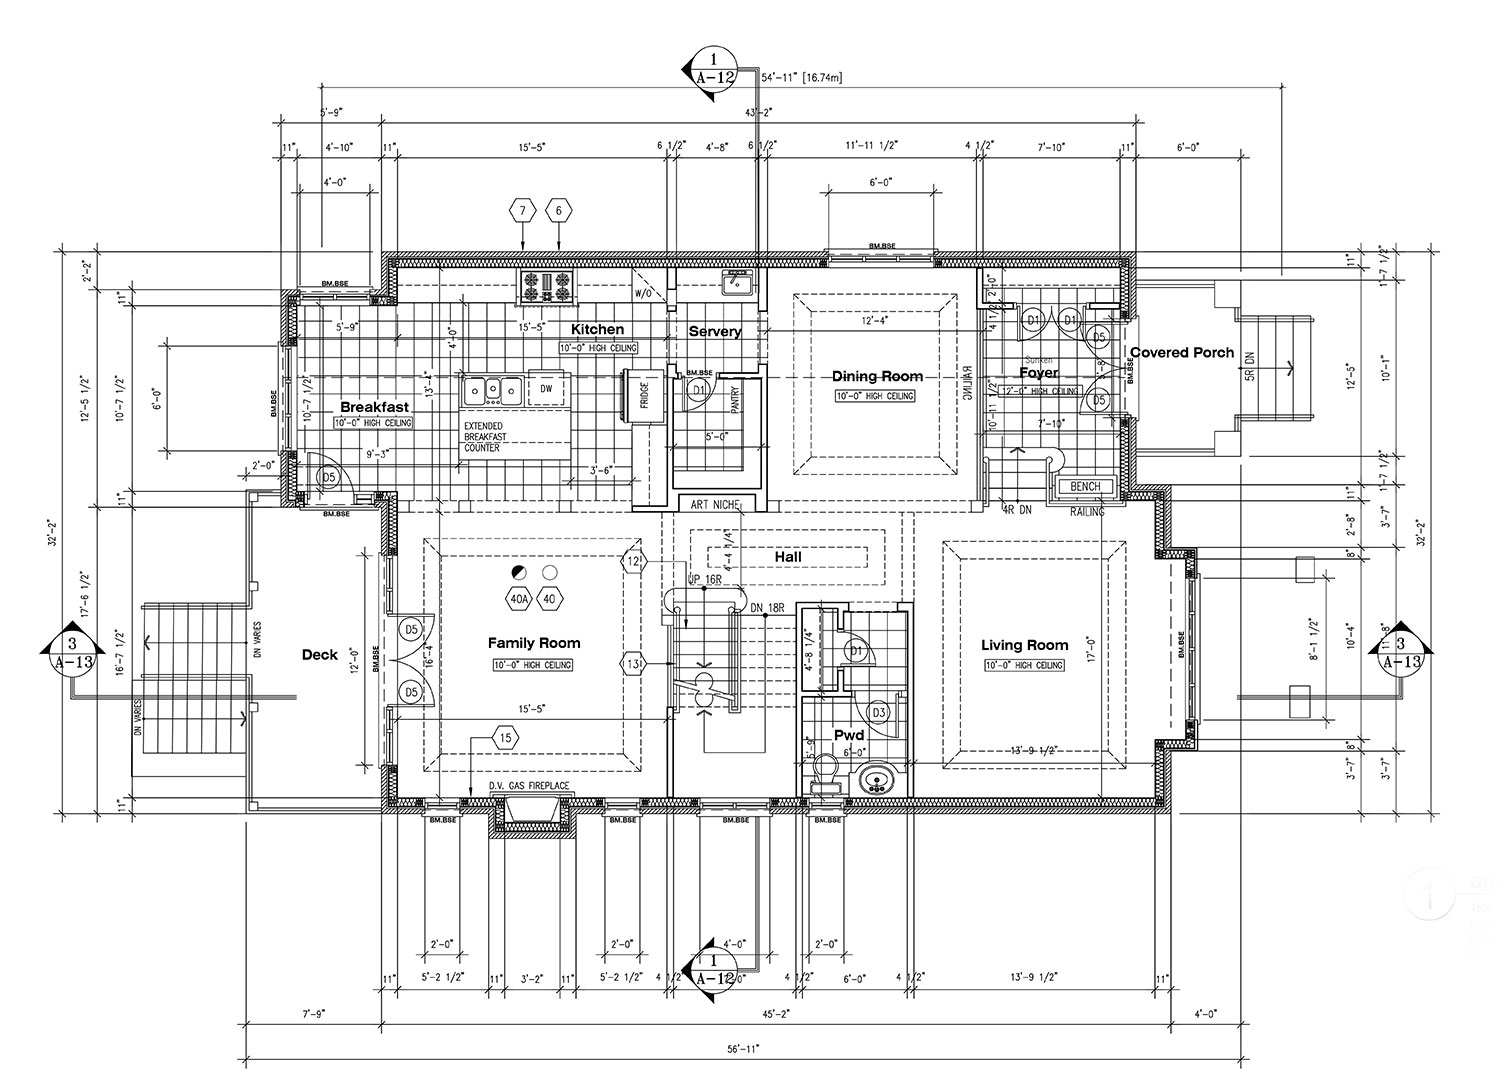 1
A-12
54'-11" [16.74m]
5'-9"
43'-2"
11"
4'-10"
11"
15'-5"
6 1/2"
4'-8"
6 1/2"
11'-11 1/2"
4 1/2"
7'-10"
11"
6'-0"
4'-0"
6'-0"
7
6
BM.BSE
BM.BSE
W/O
2'-2"
11"
2'-0"
11"
1'-7 1/2"
5'-9"
15'-5"
Kitchen
10'-0" HIGH CEILING
Servery
12'-4"
4 1/2"
D1
D1
D5
4'-0"
Covered Porch
Sunken
Foyer
12'-0" HIGH CEILING
5R DN
BM.BSE
12'-5 1/2"
10'-7 1/2"
6'-0"
BM.BSE
10'-7 1/2"
Breakfast
10'-0" HIGH CEILING
13'-4"
DW
FRIDGE
BM.BSE
D1
PANTRY
Dining Room
10'-0" HIGH CEILING
RAILING
10'-11 1/2"
D5
12'-5"
10'-1"
EXTENDED
BREAKFAST
COUNTER
5'-0"
7'-10"
9'-3"
2'-0"
D5
3'-6"
11"
BENCH
11"
1'-7 1/2"
BM.BSE
ART NICHE
4R DN
RAILING
32'-2"
2'-8"
3'-7"
32'-2"
8"
4'-4 1/4"
Hall
12
40A
40
UP 16R
DN 18R
17'-6 1/2"
16'-7 1/2"
DN VARIES
3
A-13
Deck
12'-0"
BM.BSE
D5
16'-4"
Family Room
10'-0" HIGH CEILING
13
4'-8 1/4"
D1
Living Room
10'-0" HIGH CEILING
17'-0"
BM.BSE
8'-1 1/2"
10'-4"
11'-8"
3
A-13
D5
DN VARIES
15'-5"
D3
15
Pwd
5'-9"
6'-0"
13'-9 1/2"
8"
3'-7"
3'-7"
D.V. GAS FIREPLACE
11"
BM.BSE
BM.BSE
BM.BSE
BM.BSE
1
2'-0"
2'-0"
4'-0"
2'-0"
1
A-12
11"
5'-2 1/2"
11"
3'-2"
11"
5'-2 1/2"
4 1/2"
4 1/2"
6'-0"
4 1/2"
13'-9 1/2"
11"
7'-9"
45'-2"
4'-0"
56'-11"